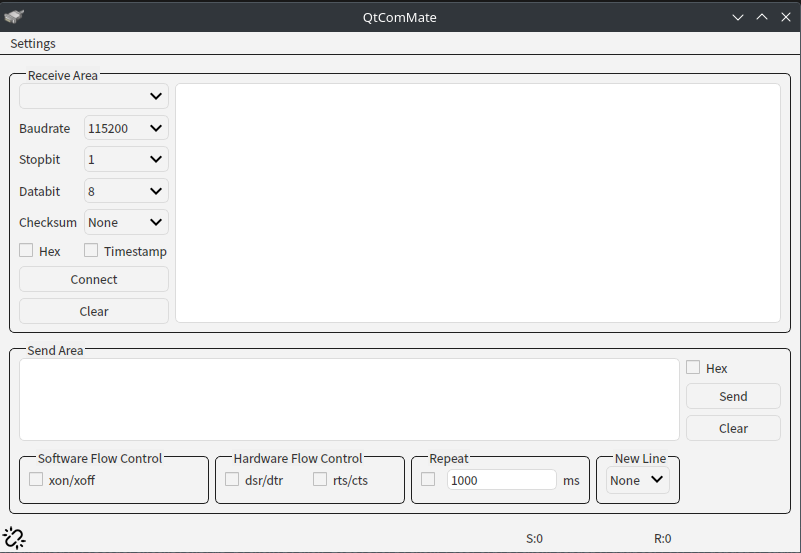 QtComMate
Settings
Receive Area
Baudrate 115200
Stopbit 1
Databit 8
Checksum None
Hex Timestamp
Connect
Clear
Send Area
Hex
Send
Clear
Software Flow Control Hardware Flow Control Repeat New Line
xon/xoff dsr/dtr rts/cts 1000 ms None
S:0 R:0